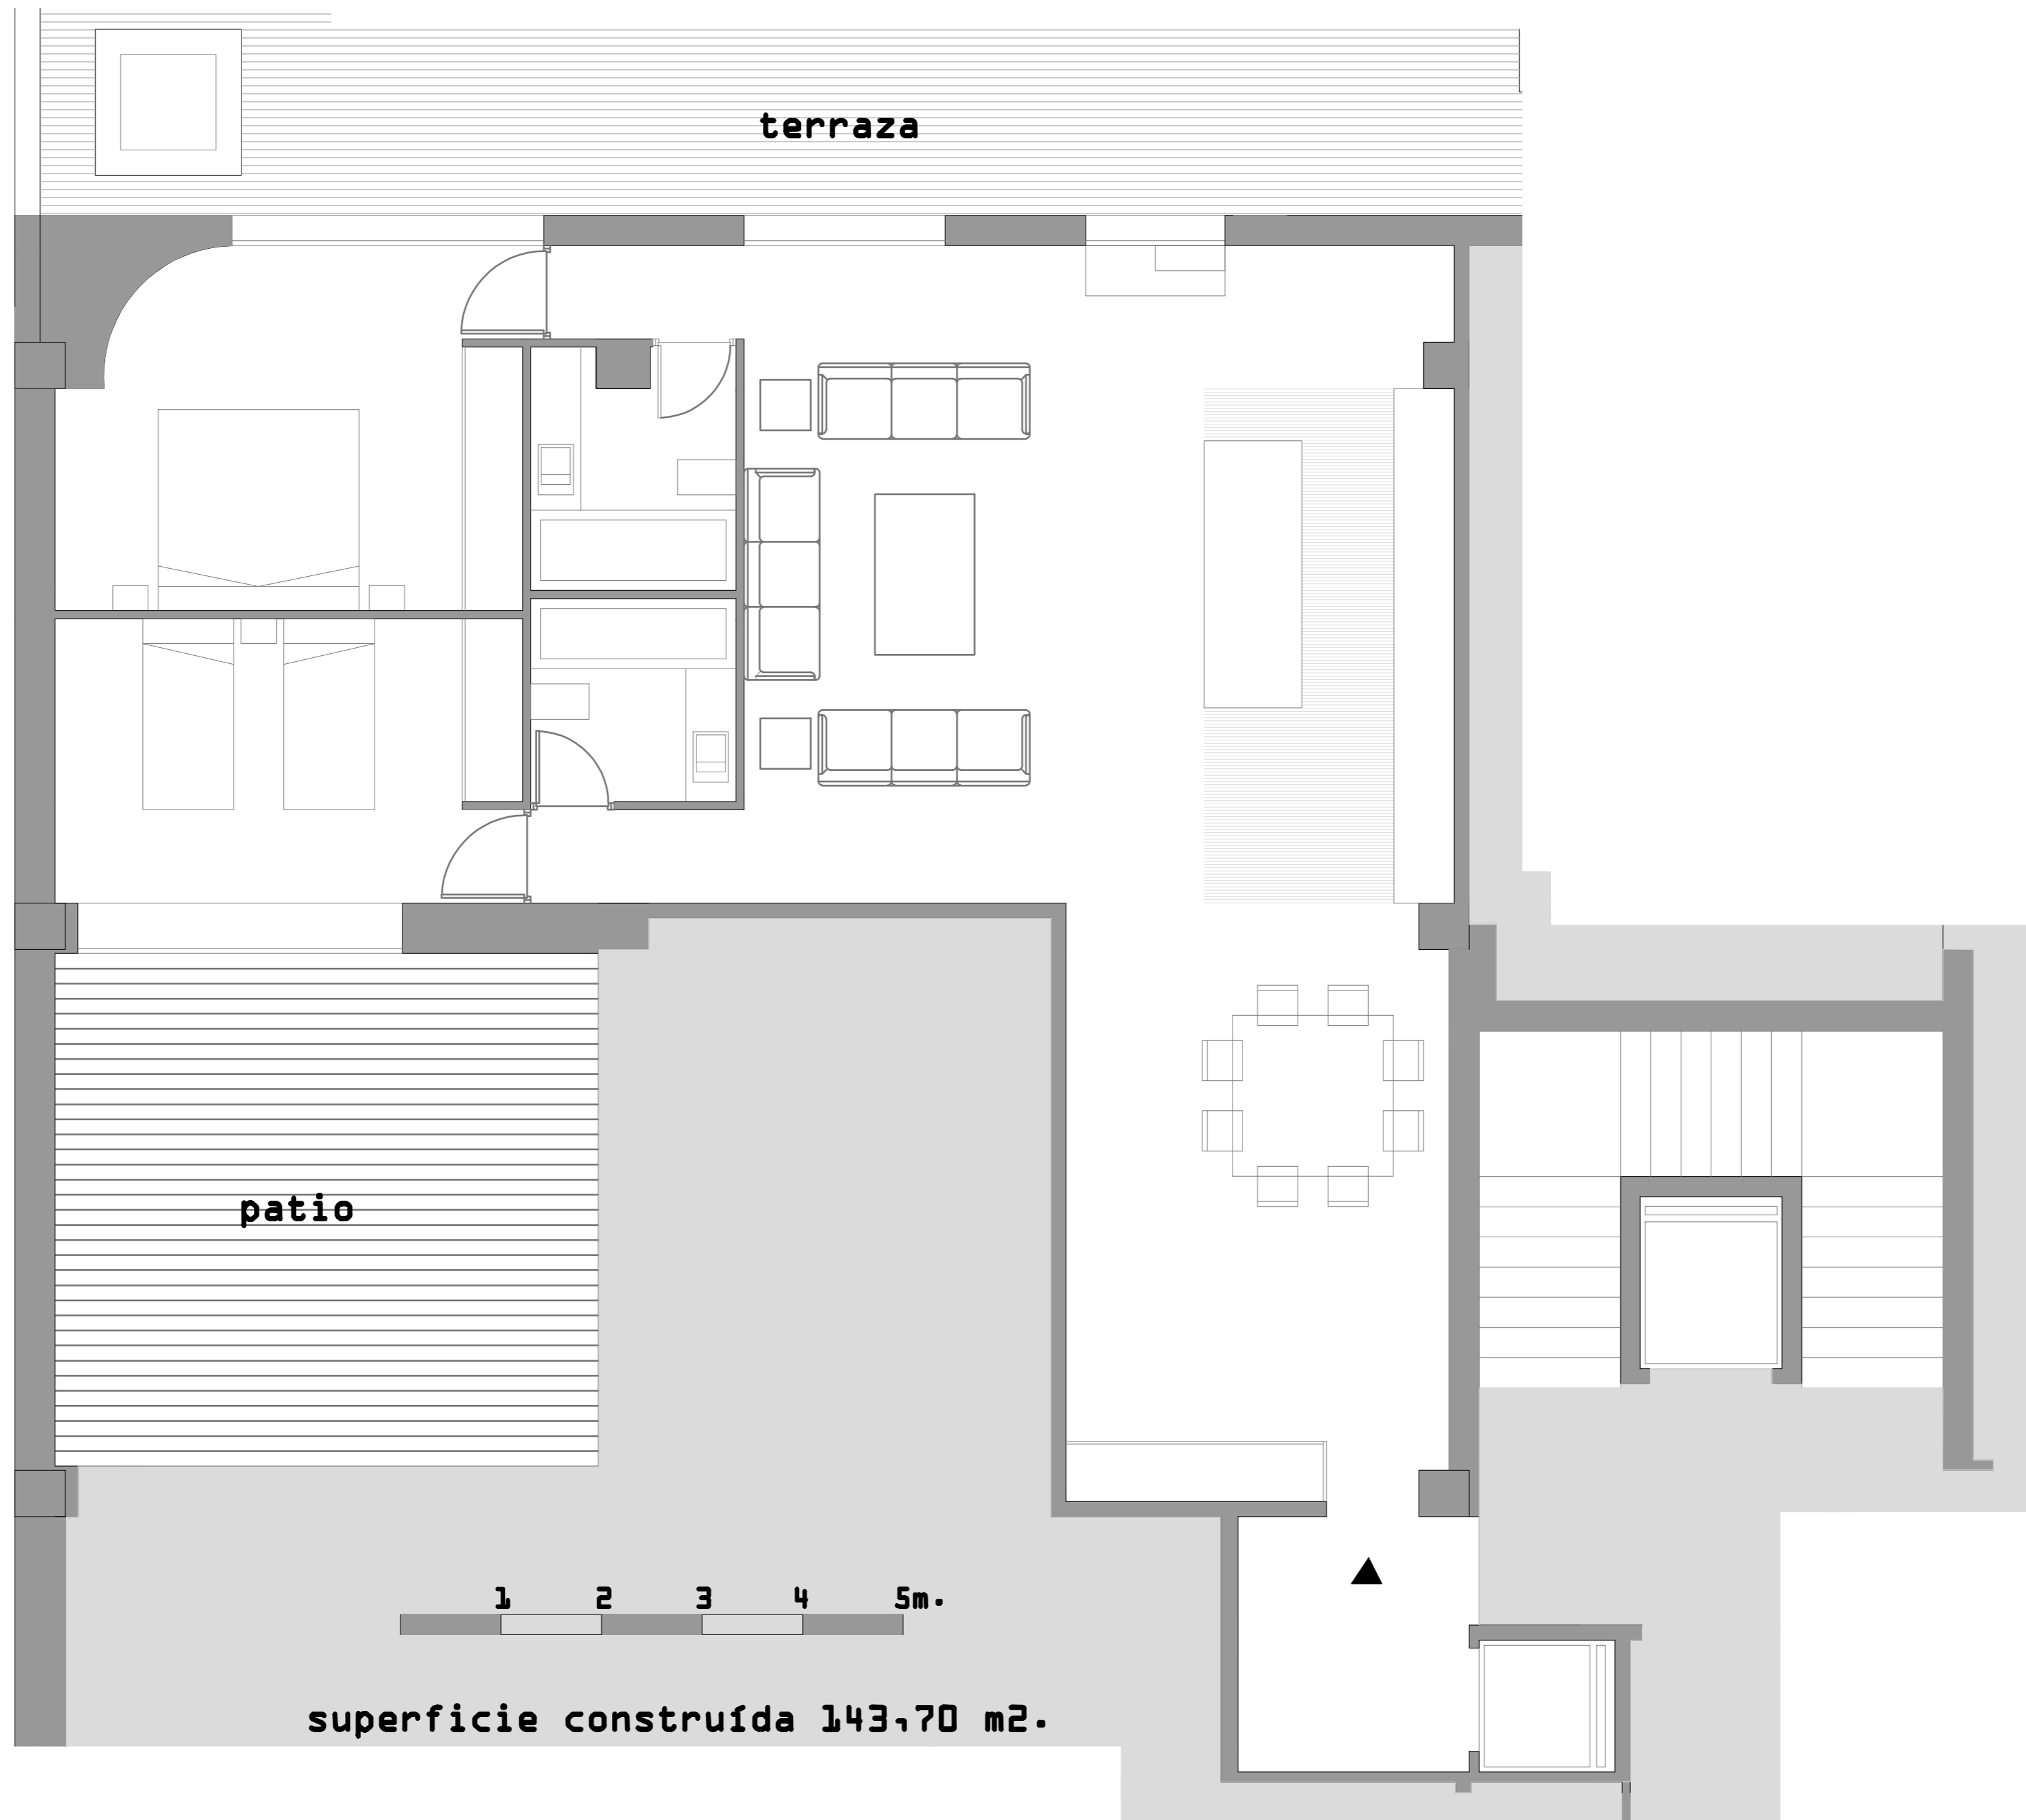 terraza
patio
1 2 3 4 5m.
superficie construída 143,70 m2.